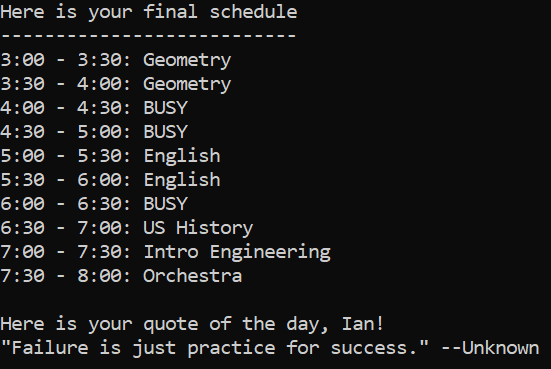 Here is your final schedule
---------------------------
3:00 - 3:30: Geometry
3:30 - 4:00: Geometry
4:00 - 4:30: BUSY
4:30 - 5:00: BUSY
5:00 - 5:30: English
5:30 - 6:00: English
6:00 - 6:30: BUSY
6:30 - 7:00: US History
7:00 - 7:30: Intro Engineering
7:30 - 8:00: Orchestra
Here is your quote of the day, Ian!
"Failure is just practice for success." --Unknown